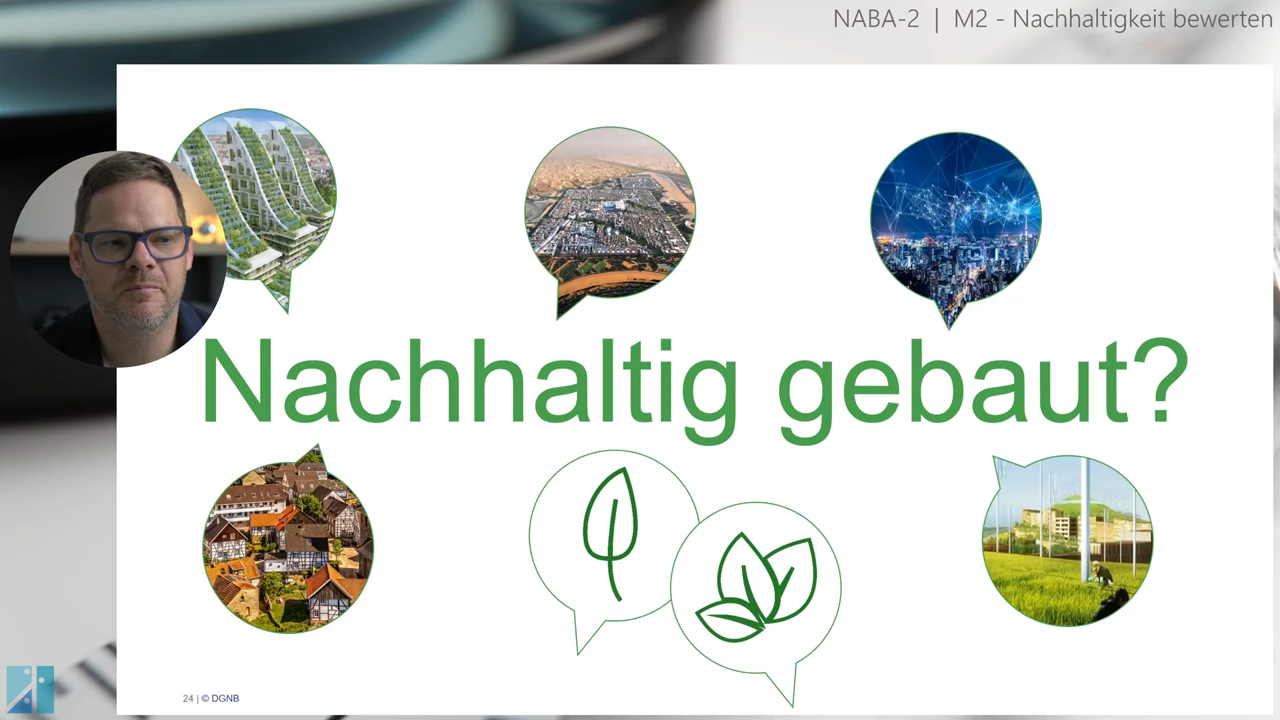 NABA-2 | M2 - Nachhaltigkeit bewerten
Nachhaltig gebaut?
24 | © DGNB